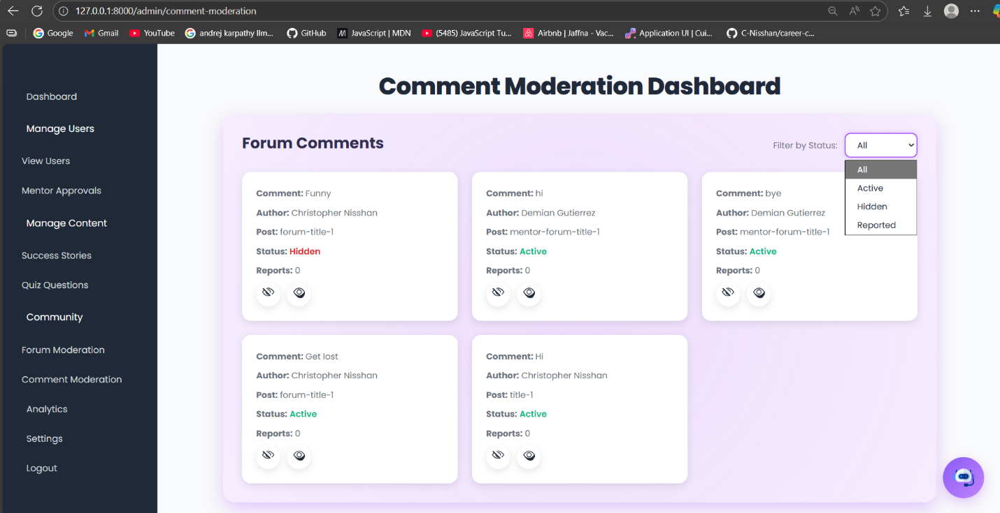 127.0.0.1:8000/admin/comment-moderation
Google
Gmail
YouTube
andrej karpathy llm...
GitHub
JavaScript | MDN
(5485) JavaScript Tu...
Airbnb | Jaffna - Vac...
Application UI | Cui...
C-Nisshan/career-c...
Dashboard
Manage Users
View Users
Mentor Approvals
Manage Content
Success Stories
Quiz Questions
Community
Forum Moderation
Comment Moderation
Analytics
Settings
Logout
Comment Moderation Dashboard
Forum Comments
Filter by Status:
All
All
Active
Hidden
Reported
Comment: Funny
Author: Christopher Nisshan
Post: forum-title-1
Status: Hidden
Reports: 0
Comment: hi
Author: Demian Gutierrez
Post: mentor-forum-title-1
Status: Active
Reports: 0
Comment: bye
Author: Demian Gutierrez
Post: mentor-forum-title-1
Status: Active
Reports: 0
Comment: Get lost
Author: Christopher Nisshan
Post: forum-title-1
Status: Active
Reports: 0
Comment: Hi
Author: Christopher Nisshan
Post: title-1
Status: Active
Reports: 0